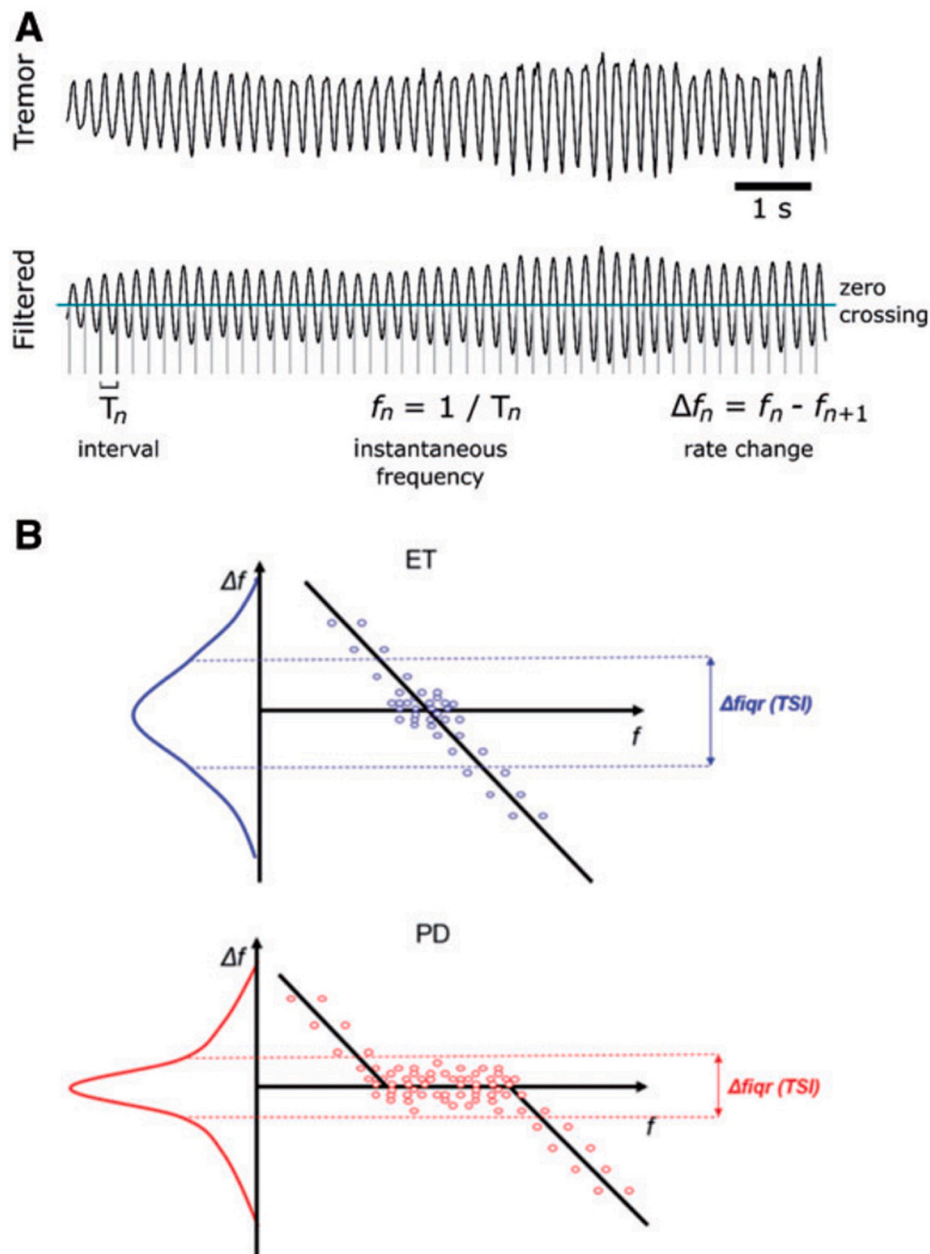 A
Tremor
1 s
Filtered
zero
crossing
Tn
fn = 1 / Tn
Δfn = fn - fn+1
interval
instantaneous
frequency
rate change
B
ET
Δf
Δfiqr (TSI)
f
PD
Δf
Δfiqr (TSI)
f